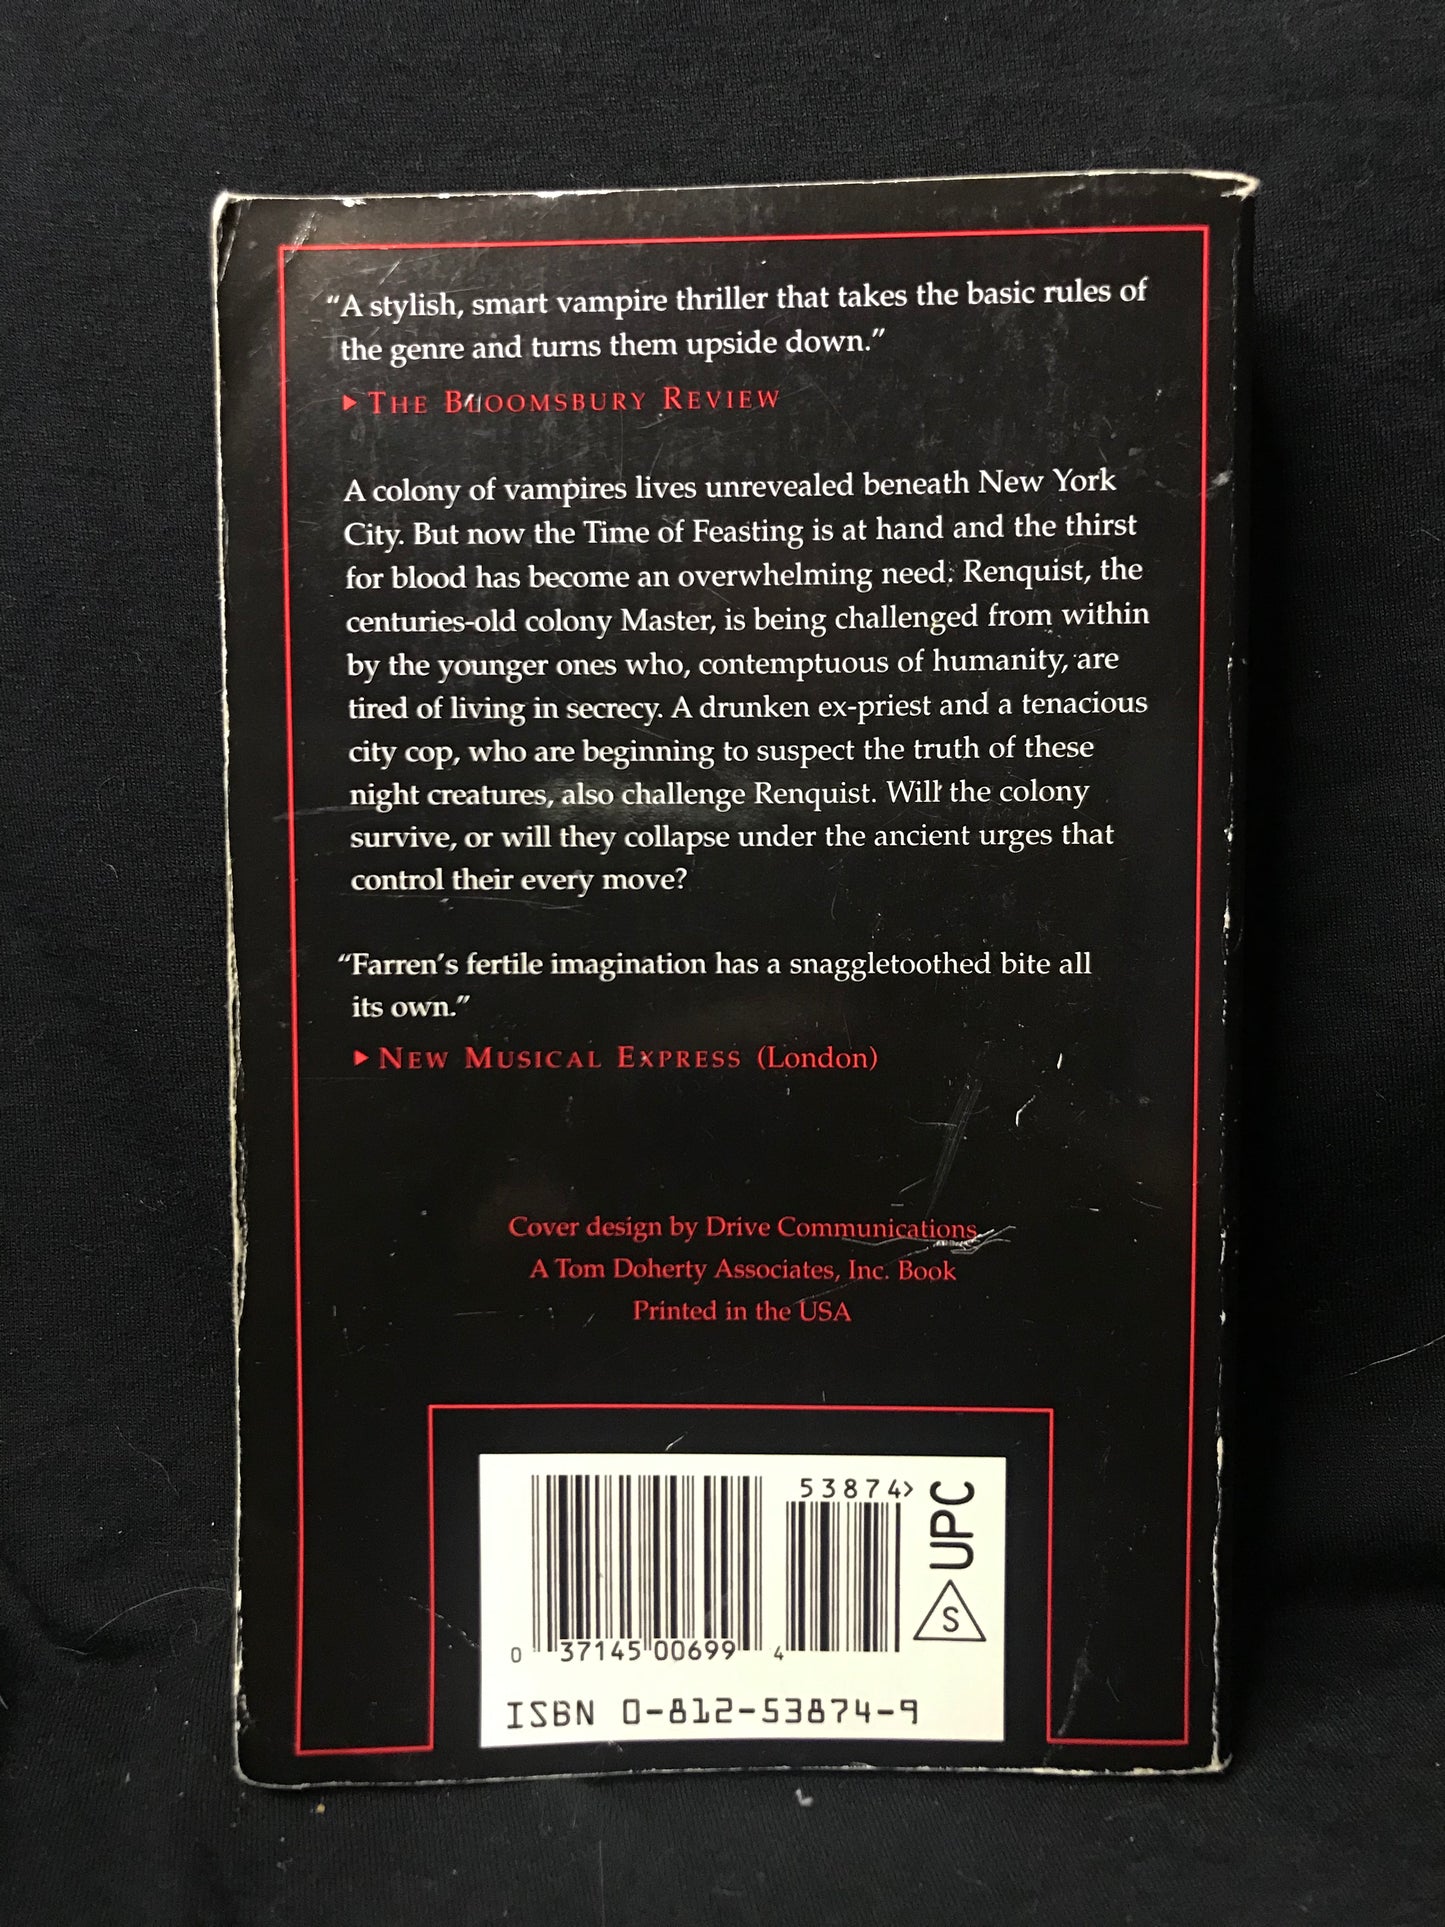 “A stylish, smart vampire thriller that takes the basic rules of
the genre and turns them upside down.”
▶ THE BLOOMSBURY REVIEW
A colony of vampires lives unrevealed beneath New York
City. But now the Time of Feasting is at hand and the thirst
for blood has become an overwhelming need. Renquist, the
centuries-old colony Master, is being challenged from within
by the younger ones who, contemptuous of humanity, are
tired of living in secrecy. A drunken ex-priest and a tenacious
city cop, who are beginning to suspect the truth of these
night creatures, also challenge Renquist. Will the colony
survive, or will they collapse under the ancient urges that
control their every move?
“Farren’s fertile imagination has a snaggletoothed bite all
its own.”
▶ NEW MUSICAL EXPRESS (London)
Cover design by Drive Communications
A Tom Doherty Associates, Inc. Book
Printed in the USA
53874>
UPC
S
0 37145 00699 4
ISBN 0-812-53874-9